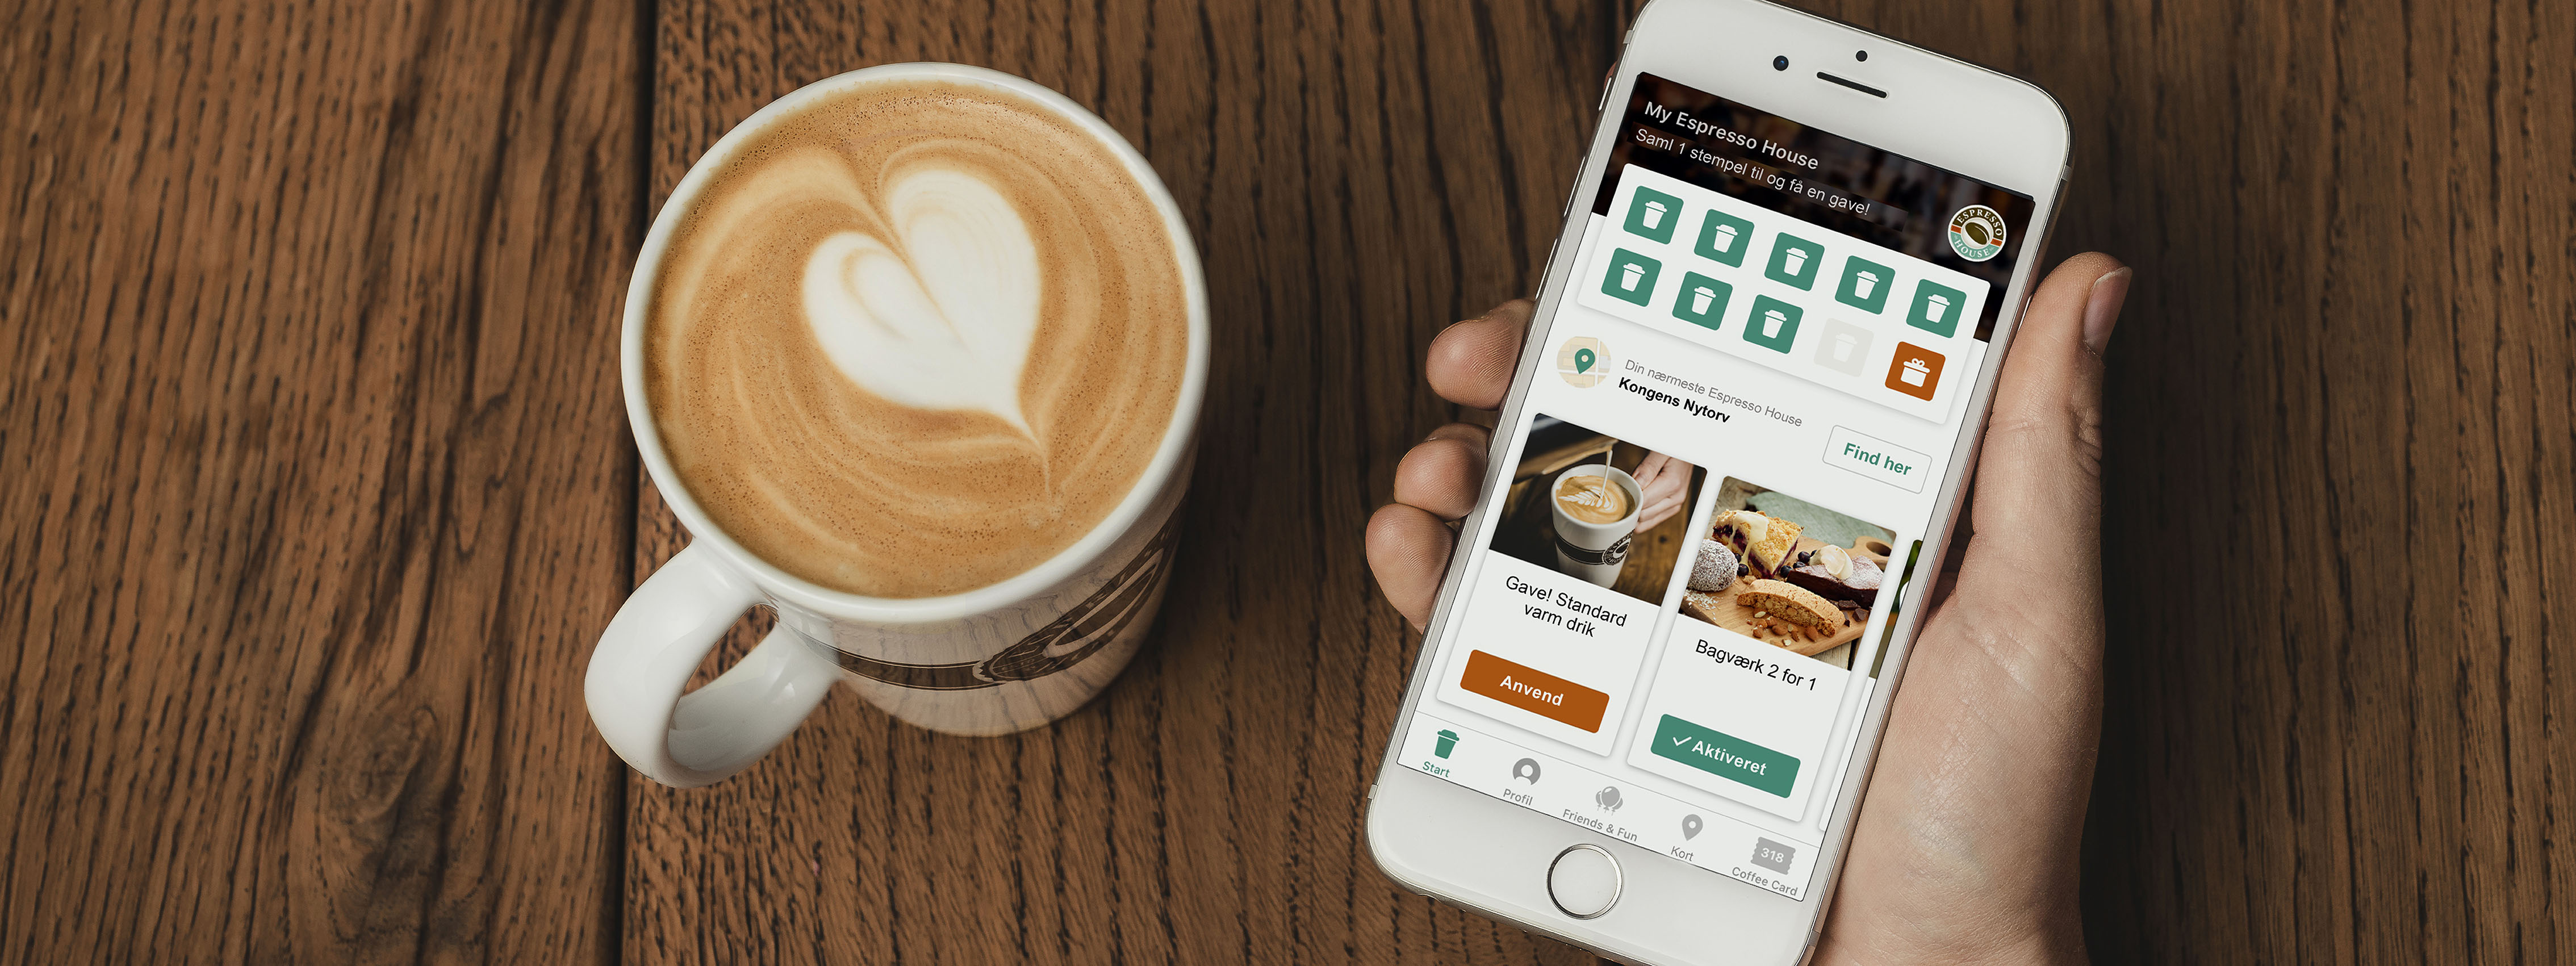 My Espresso House
Saml 1 stempel til og få en gave!
ESPRESSO
HOUSE
Din nærmeste Espresso House
Kongens Nytorv
Find her
Gave! Standard
varm drik
Anvend
Bagværk 2 for 1
Aktiveret
Start
Profil
Friends & Fun
Kort
318
Coffee Card